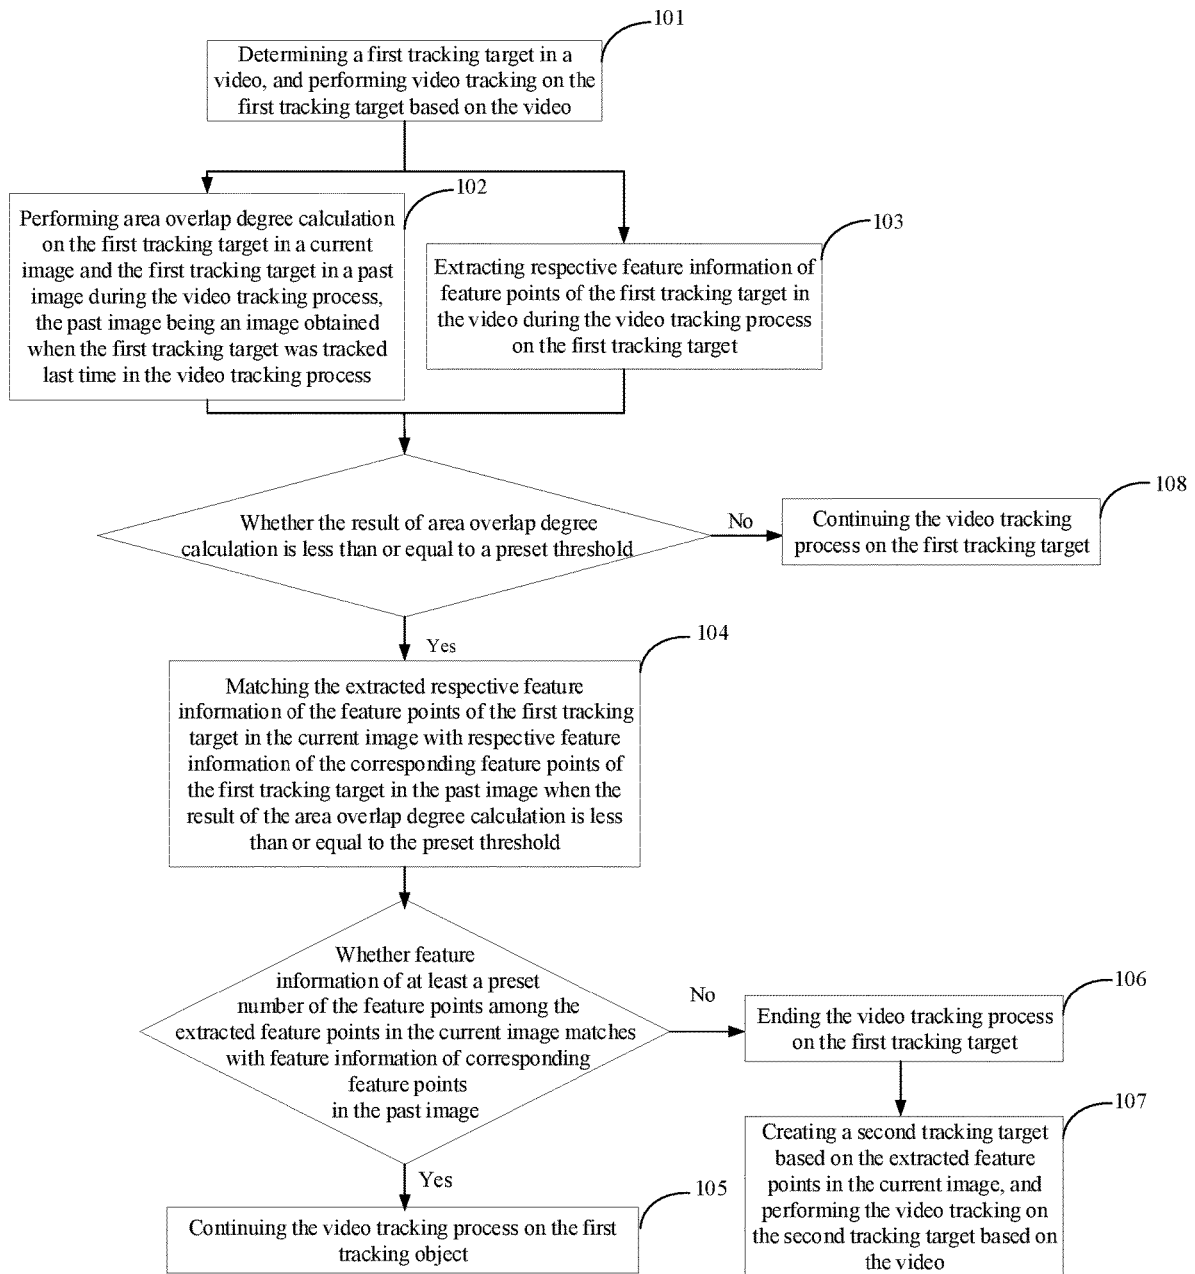 101
Determining a first tracking target in a
video, and performing video tracking on the
first tracking target based on the video
102
Performing area overlap degree calculation
on the first tracking target in a current
image and the first tracking target in a past
image during the video tracking process,
the past image being an image obtained
when the first tracking target was tracked
last time in the video tracking process
103
Extracting respective feature information of
feature points of the first tracking target in
the video during the video tracking process
on the first tracking target
Whether the result of area overlap degree
calculation is less than or equal to a preset threshold
No
108
Continuing the video tracking
process on the first tracking target
Yes
104
Matching the extracted respective feature
information of the feature points of the first tracking
target in the current image with respective feature
information of the corresponding feature points of
the first tracking target in the past image when the
result of the area overlap degree calculation is less
than or equal to the preset threshold
Whether feature
information of at least a preset
number of the feature points among the
extracted feature points in the current image matches
with feature information of corresponding
feature points
in the past image
No
106
Ending the video tracking process
on the first tracking target
107
Creating a second tracking target
based on the extracted feature
points in the current image, and
performing the video tracking on
the second tracking target based on
the video
Yes
105
Continuing the video tracking process on the first
tracking object